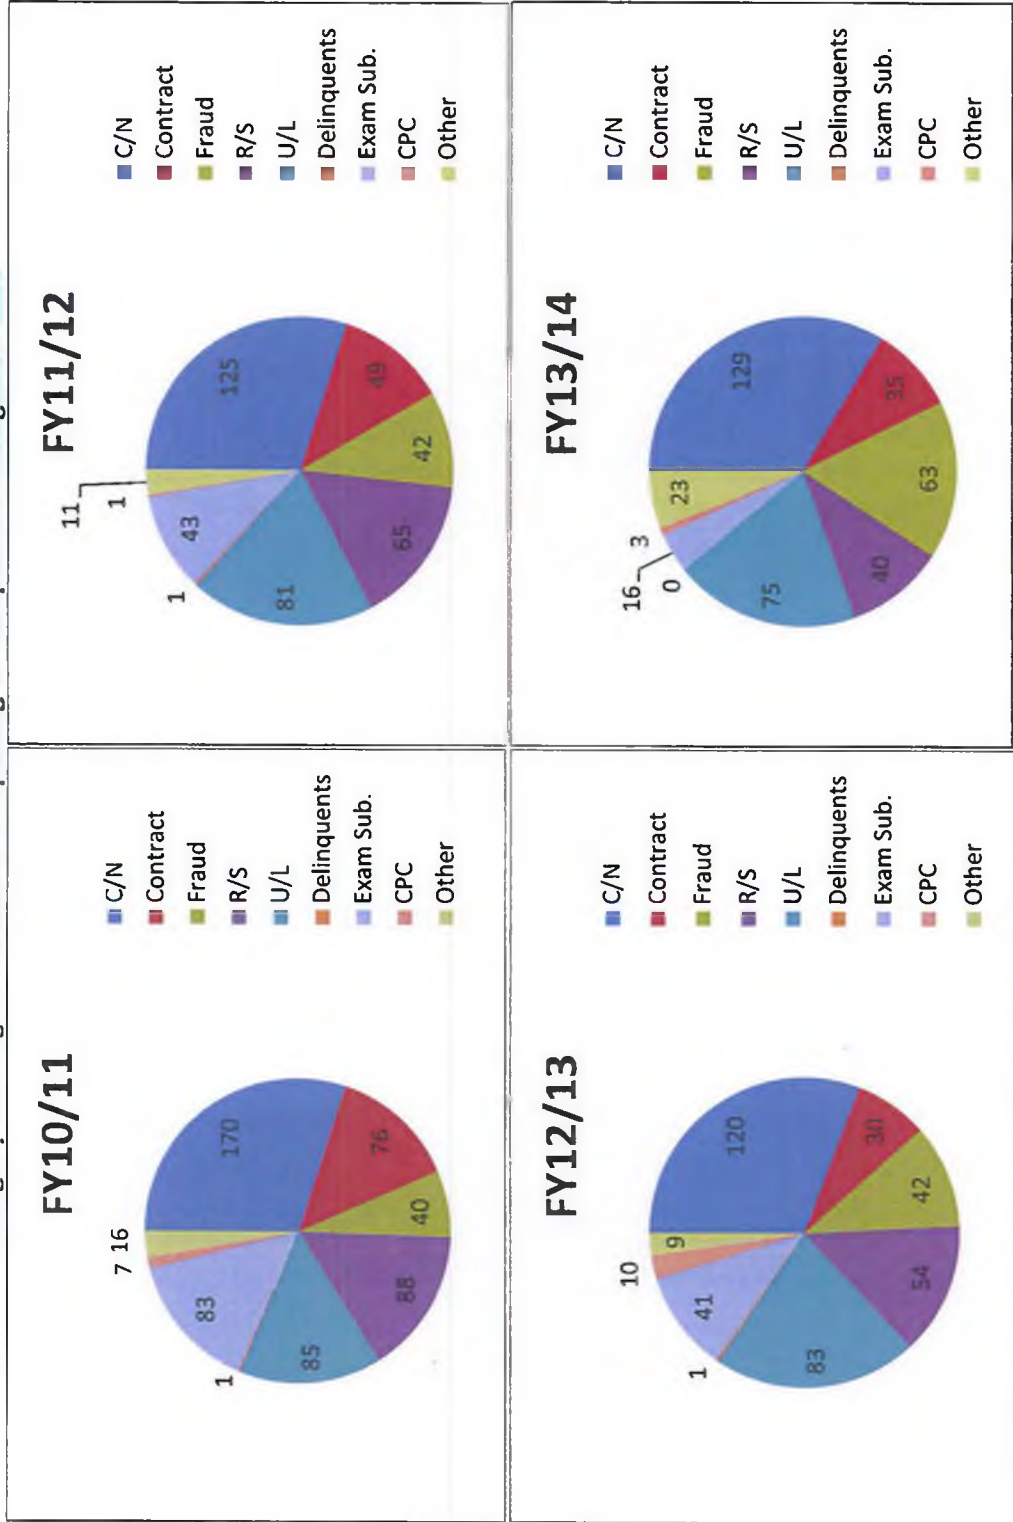 FY10/11
7 16
1
83
170
85
76
88
40
C/N
Contract
Fraud
R/S
U/L
Delinquents
Exam Sub.
CPC
Other
FY11/12
11
1
1
43
125
81
49
65
42
C/N
Contract
Fraud
R/S
U/L
Delinquents
Exam Sub.
CPC
Other
FY12/13
10
9
1
41
120
83
30
54
42
C/N
Contract
Fraud
R/S
U/L
Delinquents
Exam Sub.
CPC
Other
FY13/14
16
3
0
23
129
75
35
40
63
C/N
Contract
Fraud
R/S
U/L
Delinquents
Exam Sub.
CPC
Other